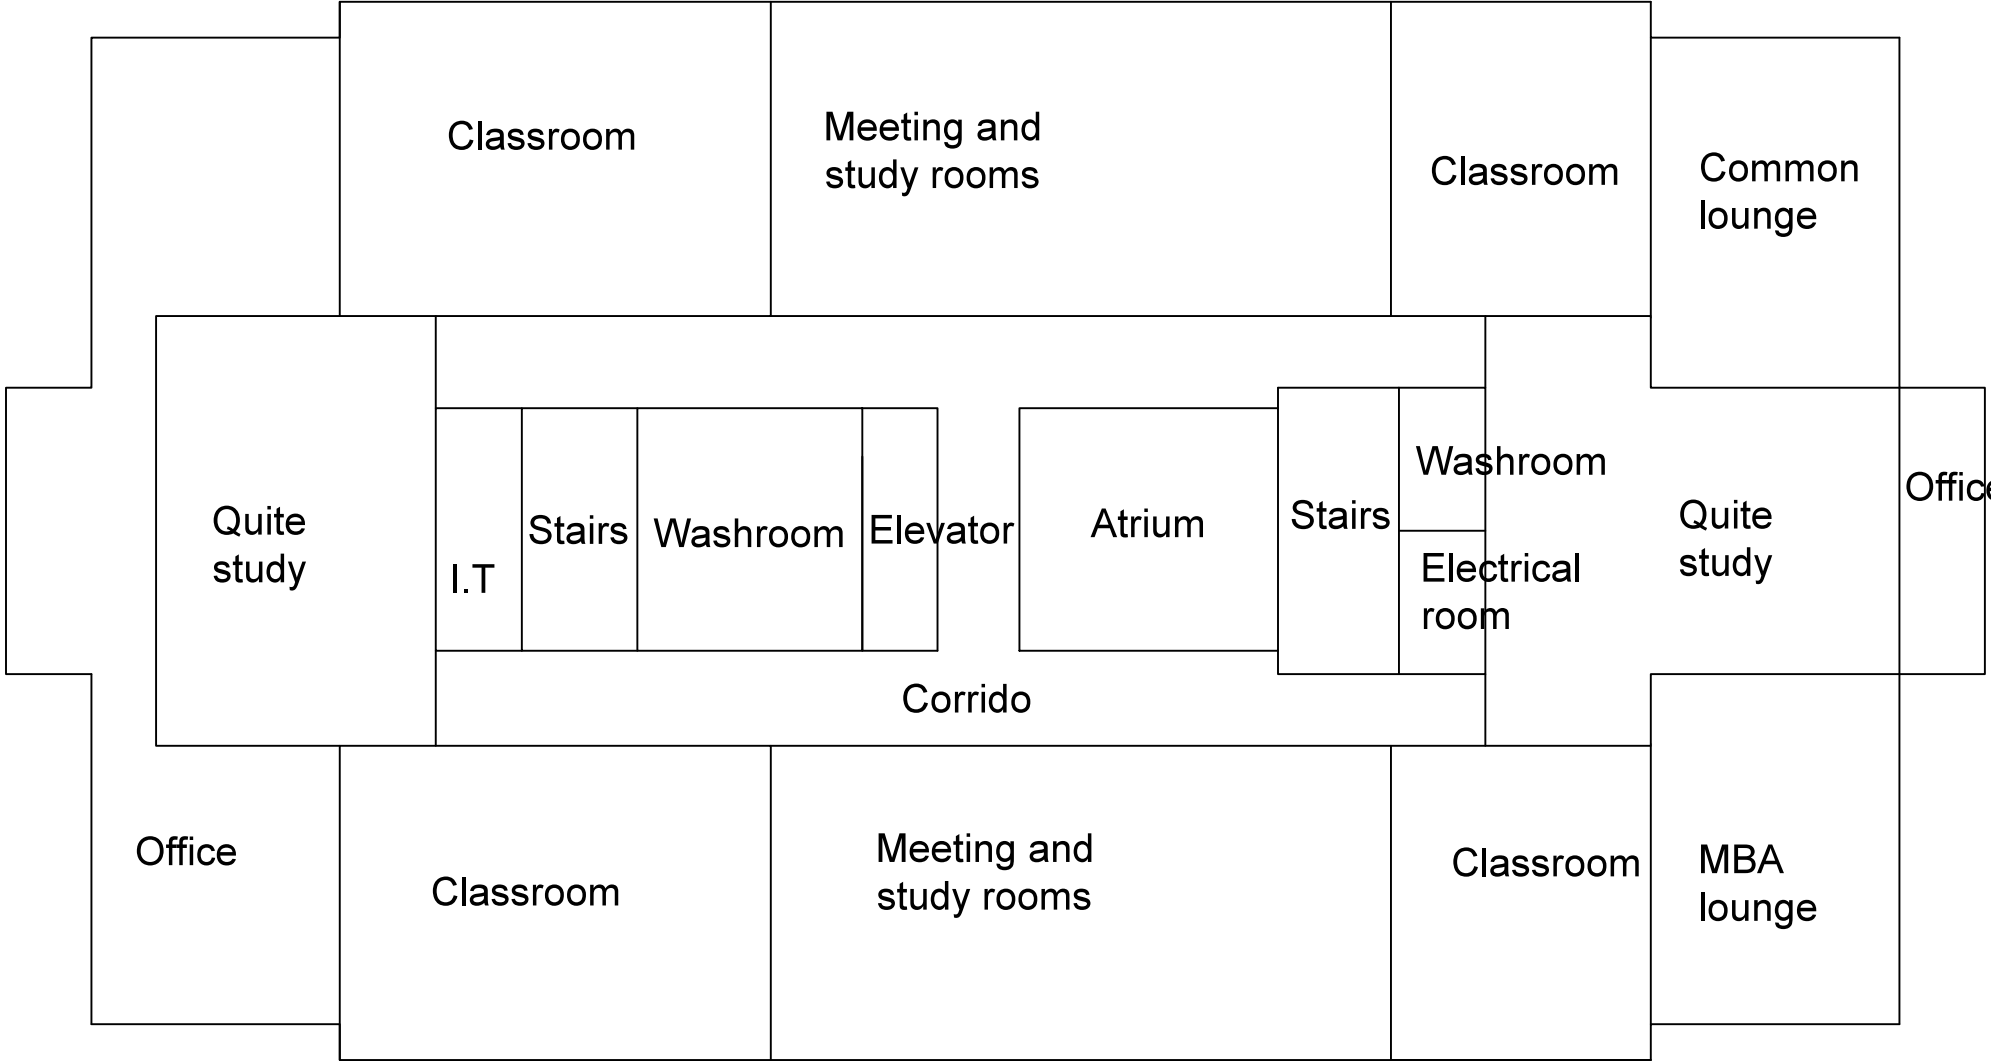 Classroom
Meeting and
study rooms
Classroom
Common
lounge
Quite
study
I.T
Stairs
Washroom
Elevator
Atrium
Stairs
Washroom
Electrical
room
Quite
study
Office
Corrido
Office
Classroom
Meeting and
study rooms
Classroom
MBA
lounge